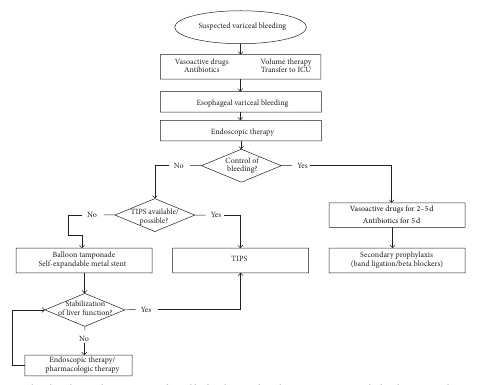 Suspected variceal bleeding
Vasoactive drugs Volume therapy
Antibiotics Transfer to ICU
Esophageal variceal bleeding
Endoscopic therapy
Control of
bleeding?
No
Yes
TIPS available/
possible?
No
Yes
Vasoactive drugs for 2–5 d
Antibiotics for 5 d
Balloon tamponade
Self-expandable metal stent
TIPS
Secondary prophylaxis
(band ligation/beta blockers)
Stabilization
of liver function?
Yes
No
Endoscopic therapy/
pharmacologic therapy